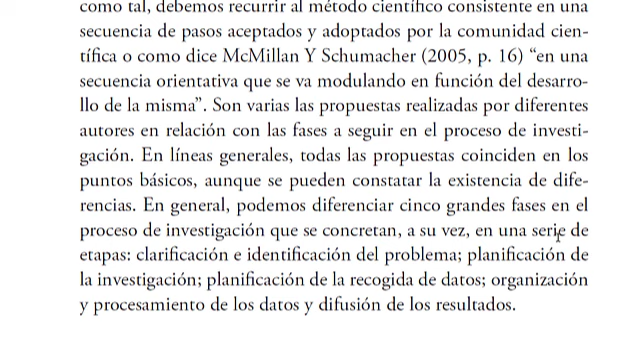 como tal, debemos recurrir al método científico consistente en una
secuencia de pasos aceptados y adoptados por la comunidad cien-
tífica o como dice McMillan Y Schumacher (2005, p. 16) “en una
secuencia orientativa que se va modulando en función del desarro-
llo de la misma”. Son varias las propuestas realizadas por diferentes
autores en relación con las fases a seguir en el proceso de investi-
gación. En líneas generales, todas las propuestas coinciden en los
puntos básicos, aunque se pueden constatar la existencia de dife-
rencias. En general, podemos diferenciar cinco grandes fases en el
proceso de investigación que se concretan, a su vez, en una serie de
etapas: clarificación e identificación del problema; planificación de
la investigación; planificación de la recogida de datos; organización
y procesamiento de los datos y difusión de los resultados.